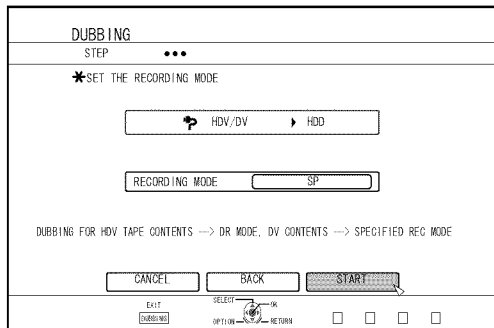 DUBBING
STEP
SET THE RECORDING MODE
HDV/DV HDD
RECORDING MODE SP
DUBBING FOR HDV TAPE CONTENTS --> DR MODE, DV CONTENTS --> SPECIFIED REC MODE
CANCEL BACK START
EXIT SELECT OK
OPTION RETURN